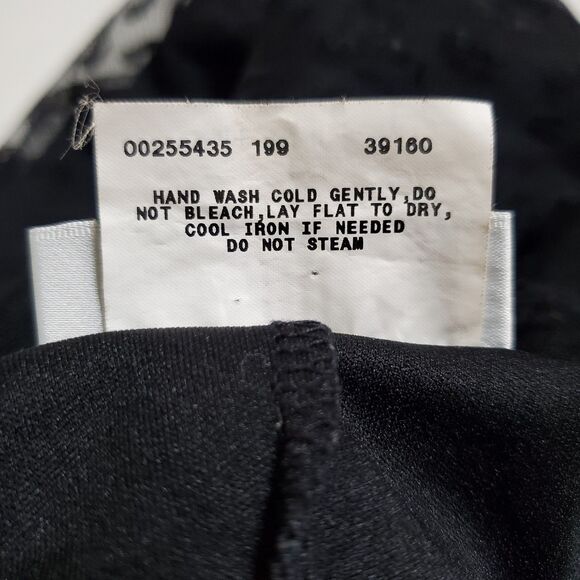 00255435 199 39160
HAND WASH COLD GENTLY,DO
NOT BLEACH,LAY FLAT TO DRY,
COOL IRON IF NEEDED
DO NOT STEAM